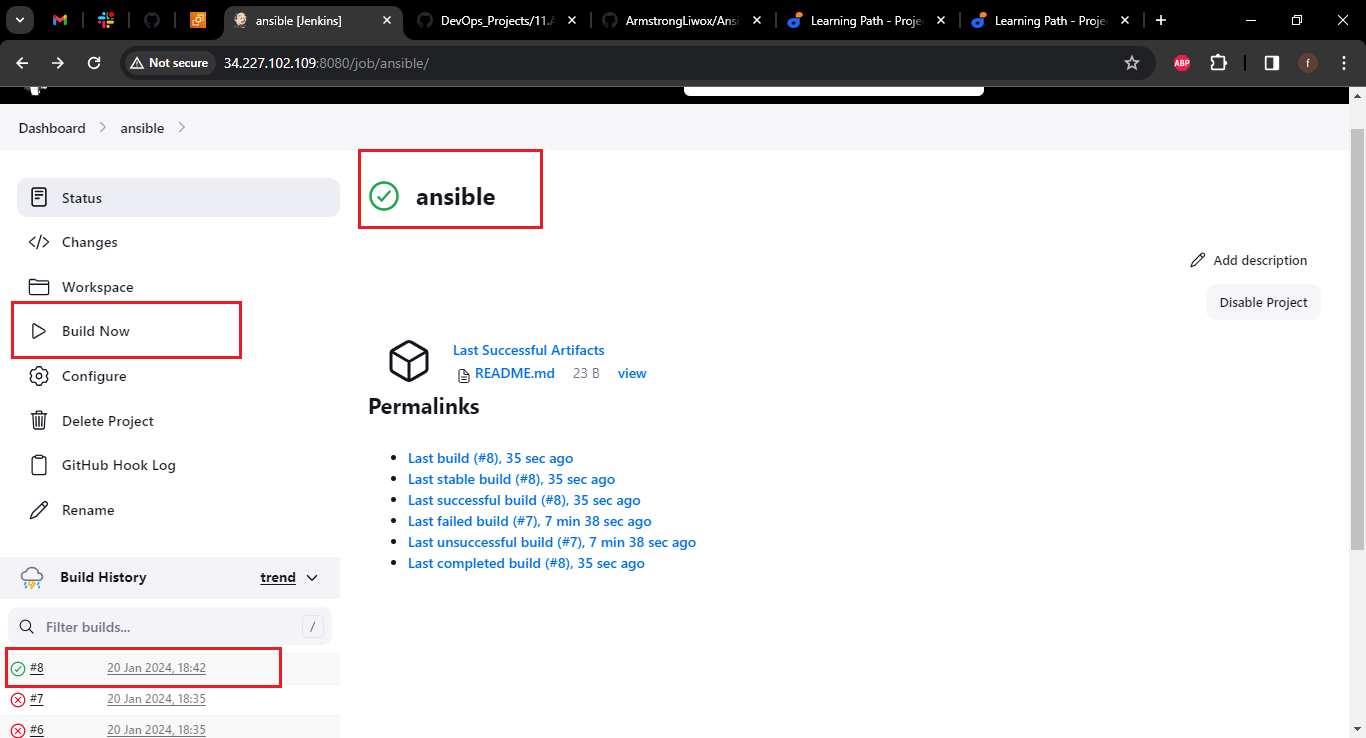 ansible [Jenkins]
DevOps_Projects/11.A
ArmstrongLiwox/Ansi
Learning Path - Projec
Learning Path - Projec
Not secure
34.227.102.109:8080/job/ansible/
ABP
f
Dashboard
ansible
Status
Changes
Workspace
Build Now
Configure
Delete Project
GitHub Hook Log
Rename
Build History
trend
Filter builds...
/
#8 20 Jan 2024, 18:42
#7 20 Jan 2024, 18:35
#6 20 Jan 2024, 18:35
ansible
Add description
Disable Project
Last Successful Artifacts
README.md 23 B view
Permalinks
Last build (#8), 35 sec ago
Last stable build (#8), 35 sec ago
Last successful build (#8), 35 sec ago
Last failed build (#7), 7 min 38 sec ago
Last unsuccessful build (#7), 7 min 38 sec ago
Last completed build (#8), 35 sec ago